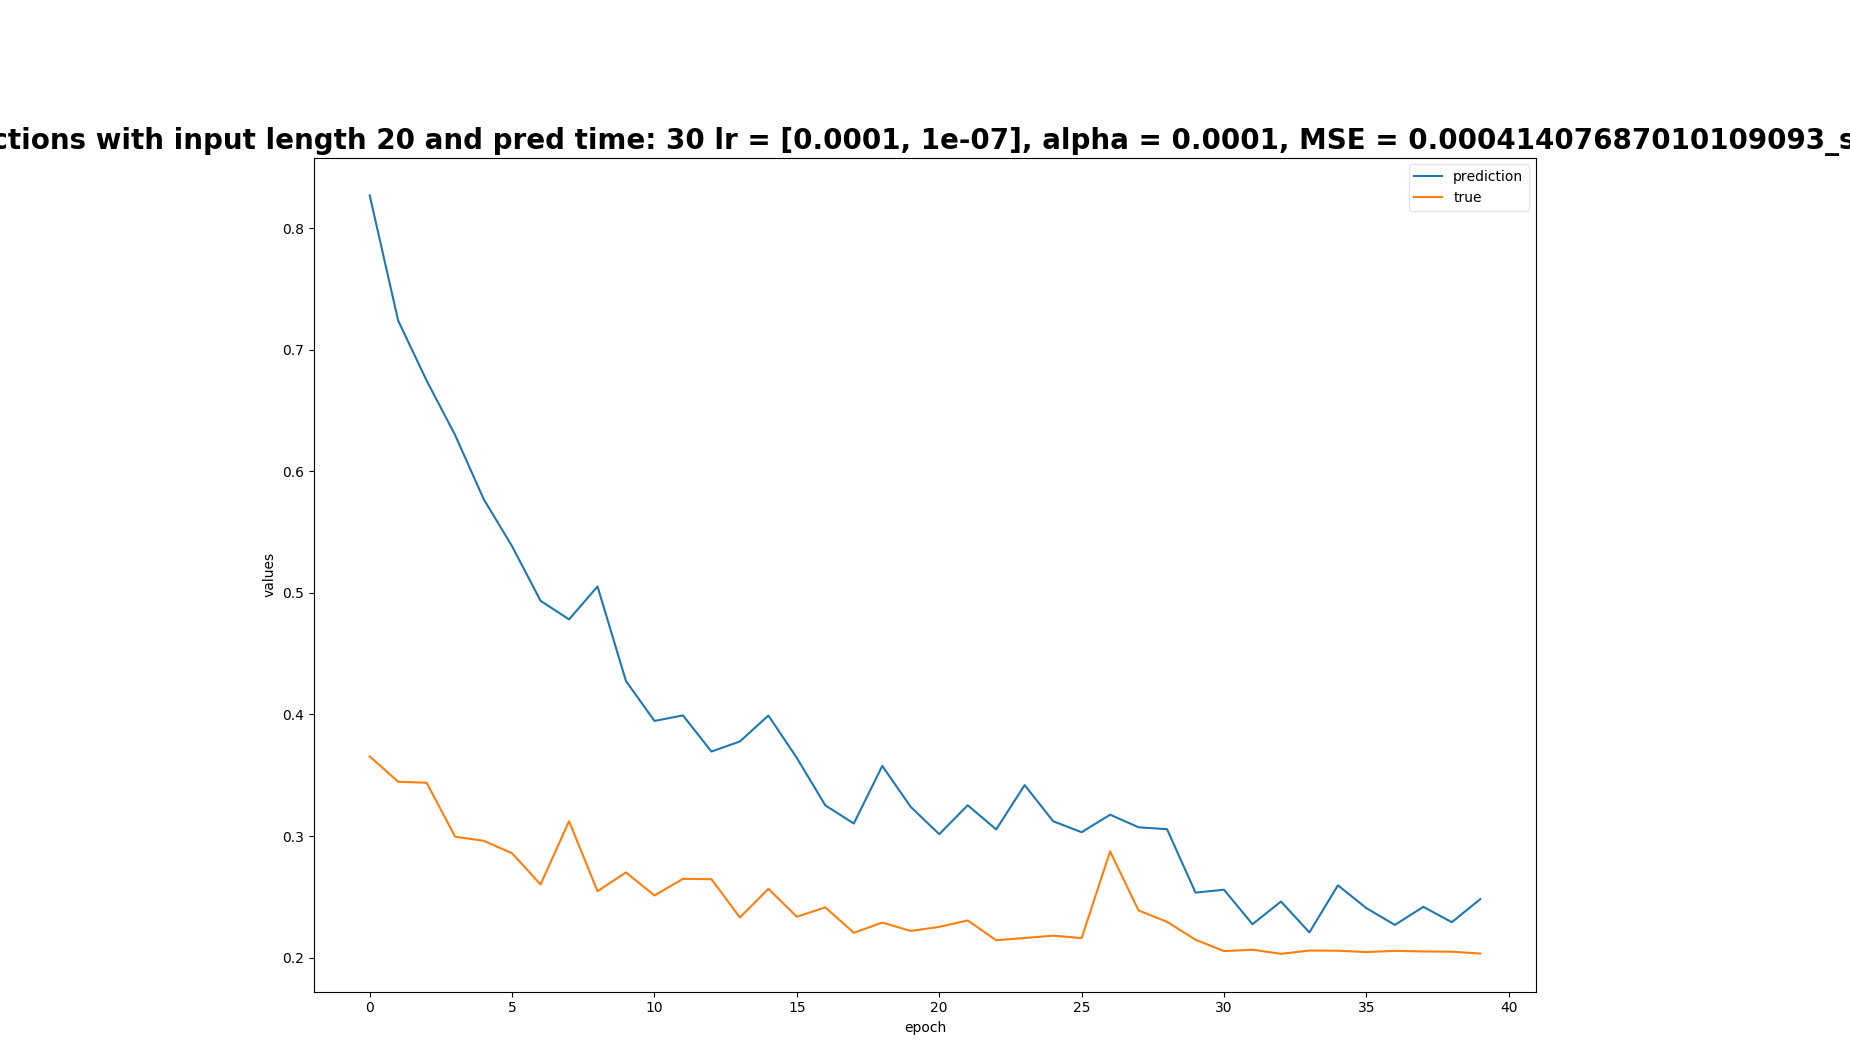 ctions with input length 20 and pred time: 30 lr = [0.0001, 1e-07], alpha = 0.0001, MSE = 0.00041407687010109093_s
prediction
true
0.8
0.7
0.6
0.5
0.4
0.3
0.2
values
0 5 10 15 20 25 30 35 40
epoch